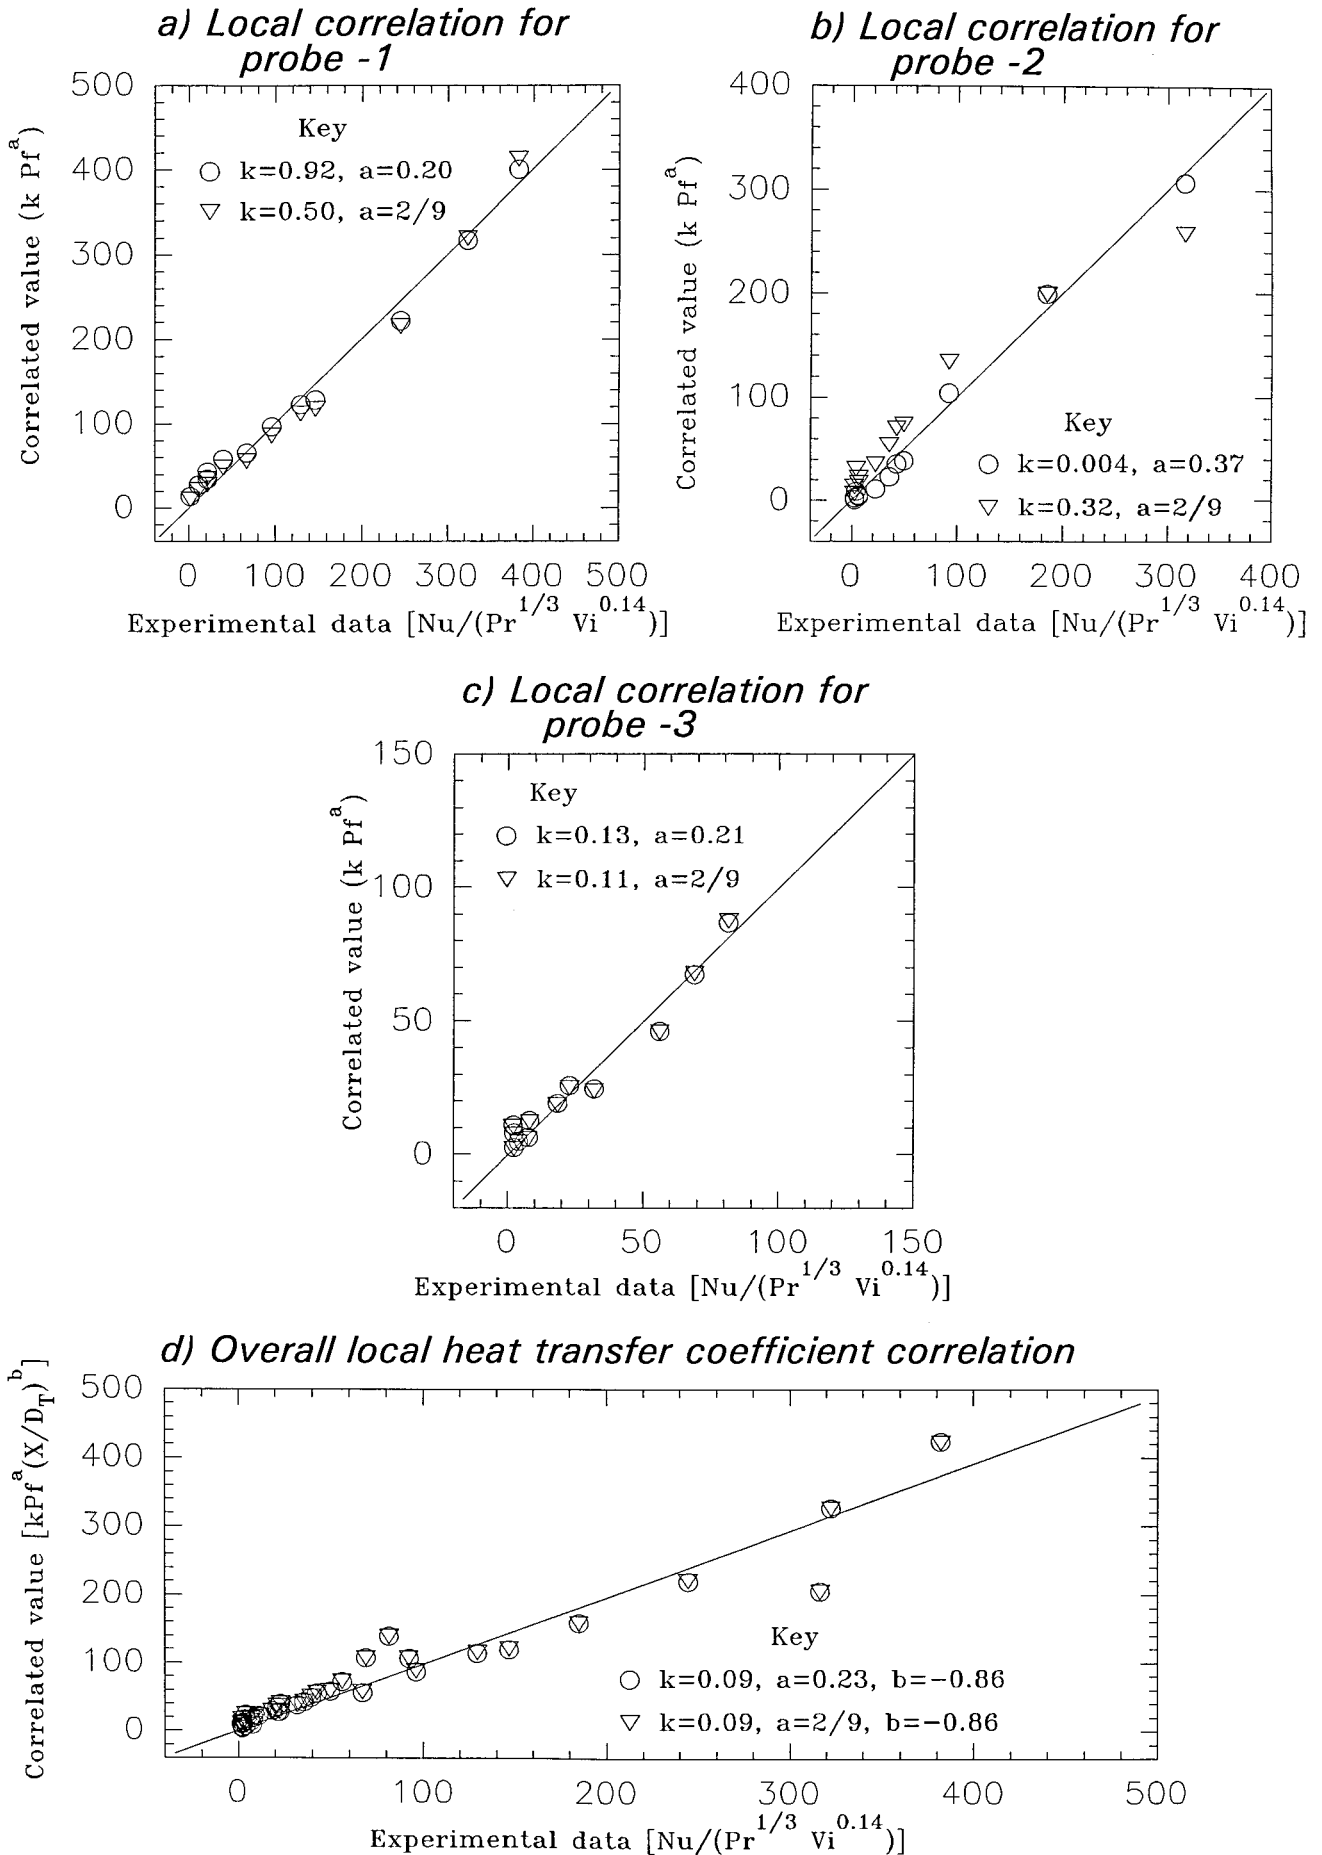 a) Local correlation for
probe -1
500
400
300
200
100
0
Correlated value (k Pf^a)
Key
k=0.92, a=0.20
k=0.50, a=2/9
0 100 200 300 400 500
Experimental data [Nu/(Pr^1/3 Vi^0.14)]
b) Local correlation for
probe -2
400
300
200
100
0
Correlated value (k Pf^a)
Key
k=0.004, a=0.37
k=0.32, a=2/9
0 100 200 300 400
Experimental data [Nu/(Pr^1/3 Vi^0.14)]
c) Local correlation for
probe -3
150
100
50
0
Correlated value (k Pf^a)
Key
k=0.13, a=0.21
k=0.11, a=2/9
0 50 100 150
Experimental data [Nu/(Pr^1/3 Vi^0.14)]
d) Overall local heat transfer coefficient correlation
500
400
300
200
100
0
Correlated value [kPf^a(X/D_T)^b]
Key
k=0.09, a=0.23, b=−0.86
k=0.09, a=2/9, b=−0.86
0 100 200 300 400 500
Experimental data [Nu/(Pr^1/3 Vi^0.14)]